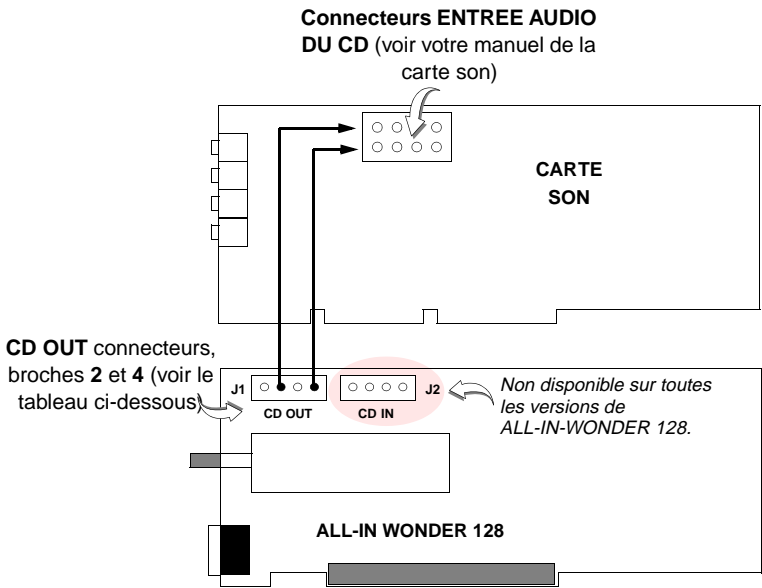 Connecteurs ENTREE AUDIO
DU CD (voir votre manuel de la
carte son)
CARTE
SON
CD OUT connecteurs,
broches 2 et 4 (voir le
tableau ci-dessous)
J1
J2
CD OUT
CD IN
Non disponible sur toutes
les versions de
ALL-IN-WONDER 128.
ALL-IN WONDER 128